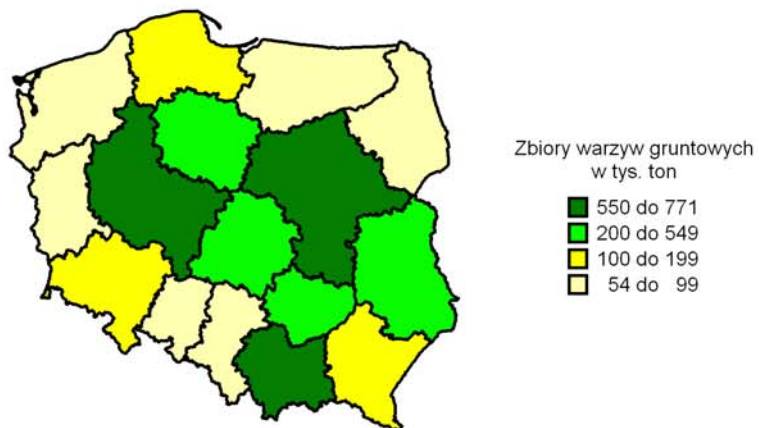 Zbiory warzyw gruntowych
w tys. ton
550 do 771
200 do 549
100 do 199
54 do 99